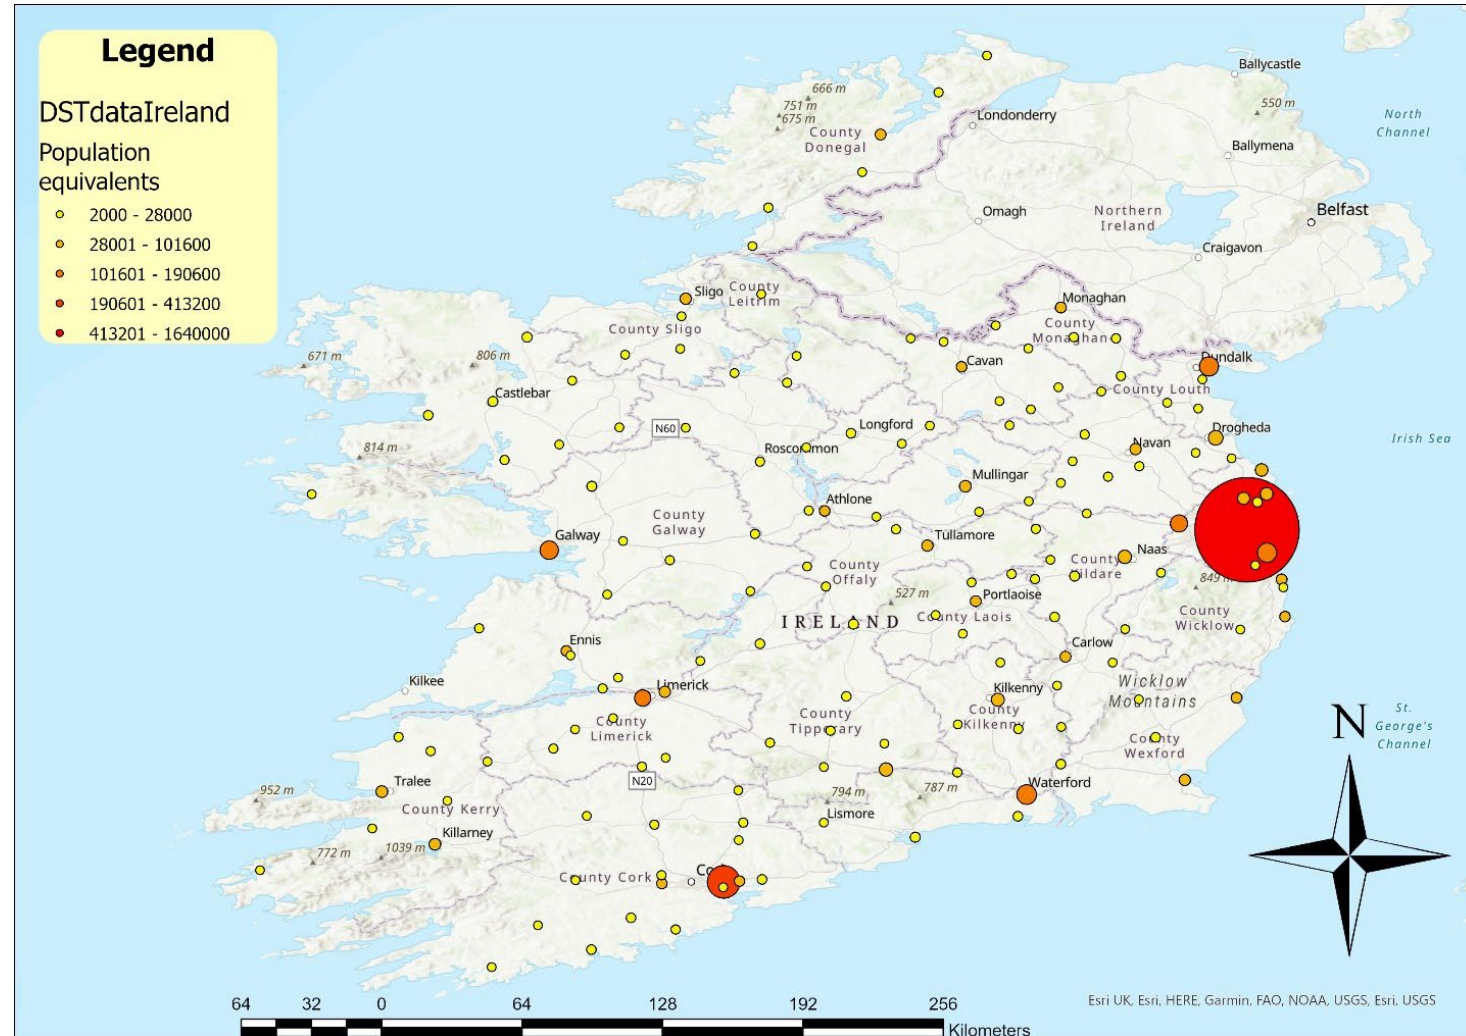 Legend
DSTdataIreland
Population
equivalents
2000 - 28000
28001 - 101600
101601 - 190600
190601 - 413200
413201 - 1640000
Ballycastle
666 m
751 m
675 m
550 m
North
Channel
Londonderry
County
Donegal
Ballymena
Omagh
Northern
Ireland
Belfast
Craigavon
Sligo
County
Leitrim
Monaghan
County
Monaghan
County Sligo
671 m
806 m
Dundalk
Cavan
County Louth
Castlebar
N60
Longford
Drogheda
Irish Sea
814 m
Roscommon
Navan
Mullingar
Athlone
County
Galway
Galway
Tullamore
Naas
County
Kildare
County
Offaly
849 m
527 m
Portlaoise
IRELAND
County Laois
County
Wicklow
Ennis
Carlow
Kilkee
Limerick
Kilkenny
Wicklow
Mountains
County
Limerick
County
Tipperary
County
Kilkenny
County
Wexford
St.
George's
Channel
N
N20
Tralee
952 m
County Kerry
794 m
787 m
Waterford
Lismore
Killarney
772 m
1039 m
County Cork
Co
64 32 0 64 128 192 256
Kilometers
Esri UK, Esri, HERE, Garmin, FAO, NOAA, USGS, Esri, USGS